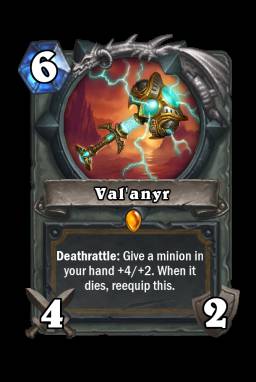 6
Val'anyr
Deathrattle: Give a minion in
your hand +4/+2. When it
dies, reequip this.
4
2